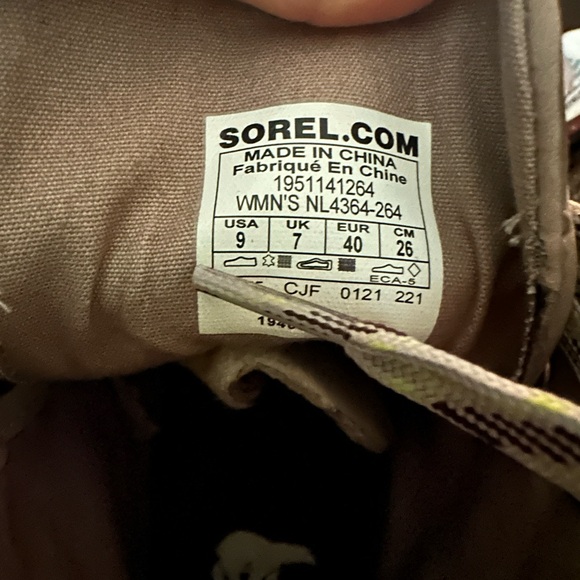 SOREL.COM
MADE IN CHINA
Fabriqué En Chine
1951141264
WMN'S NL4364-264
USA UK EUR CM
9 7 40 26
ECA-5
CJF 0121 221